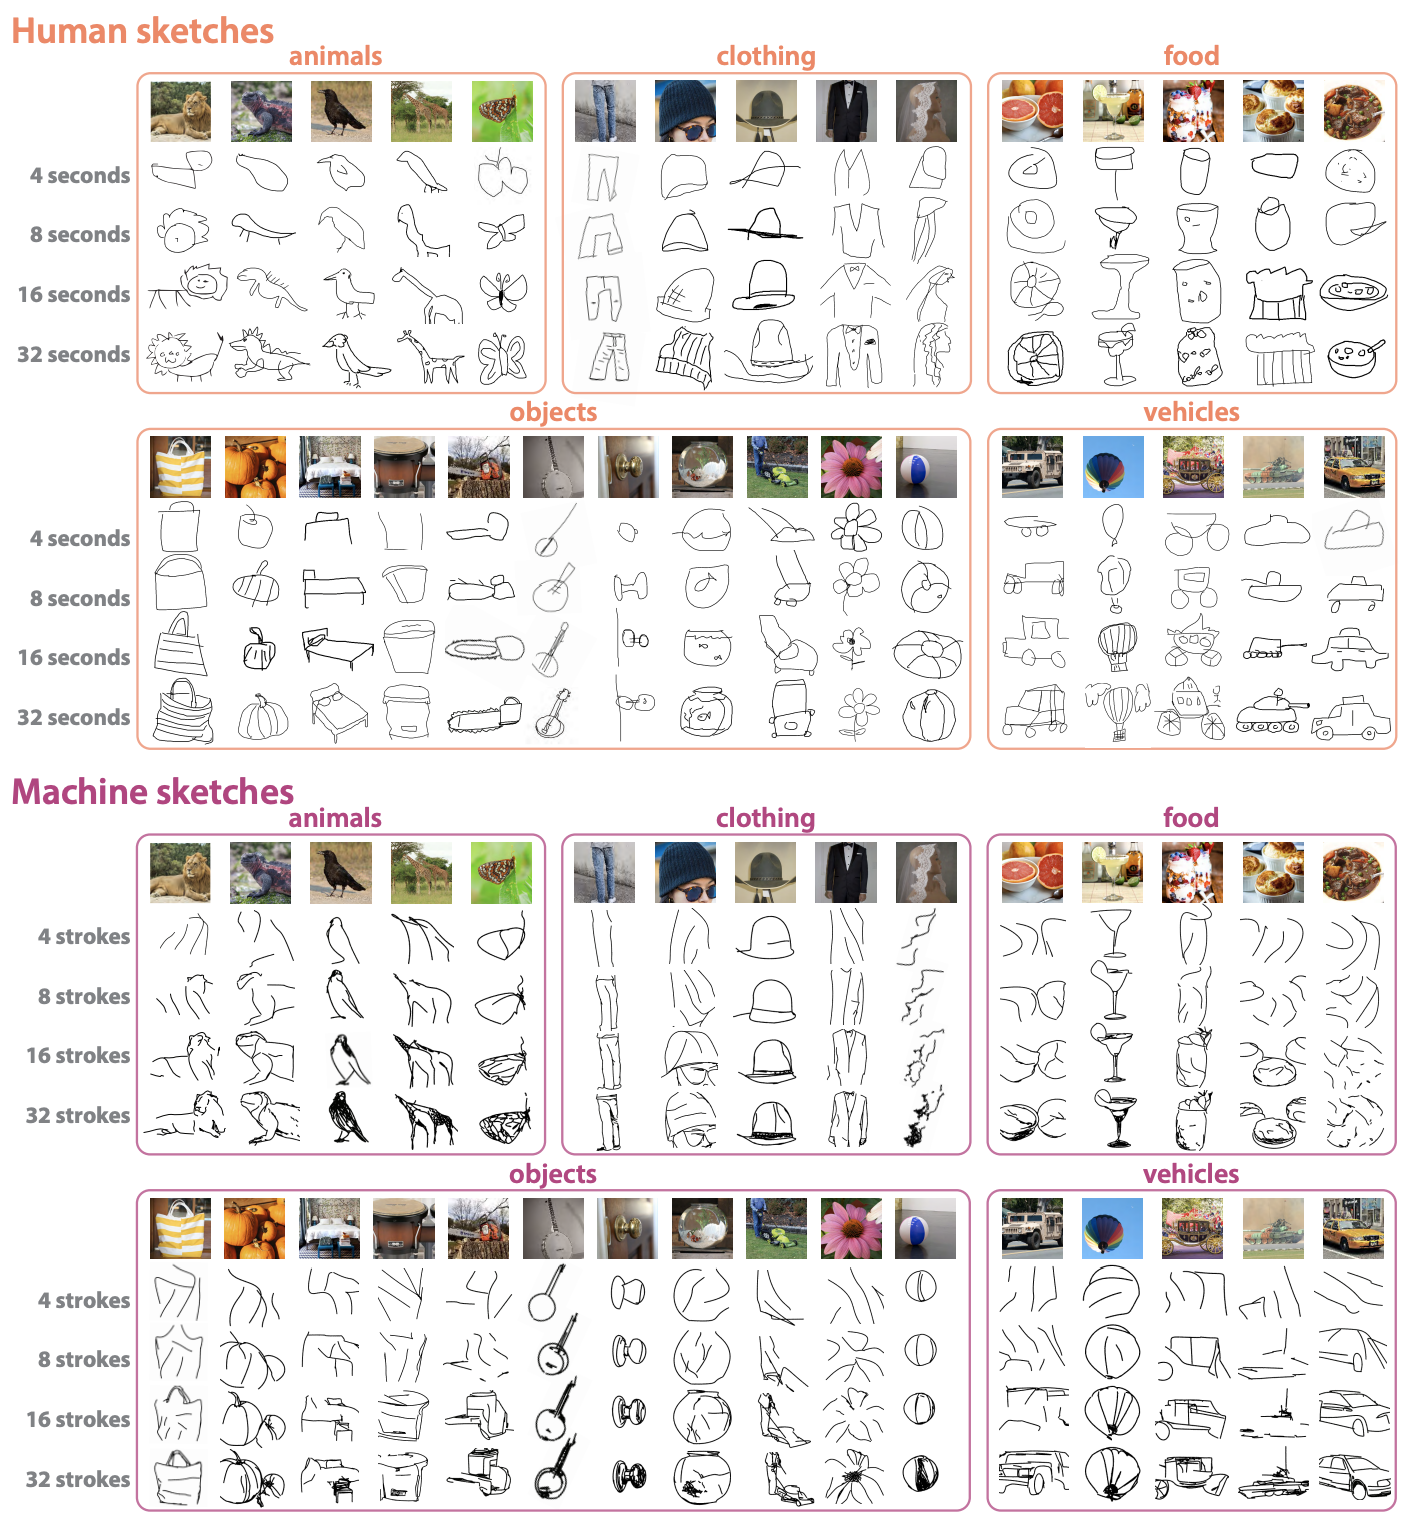 Human sketches
animals
clothing
food
4 seconds
8 seconds
16 seconds
32 seconds
objects
vehicles
4 seconds
8 seconds
16 seconds
32 seconds
Machine sketches
animals
clothing
food
4 strokes
8 strokes
16 strokes
32 strokes
objects
vehicles
4 strokes
8 strokes
16 strokes
32 strokes